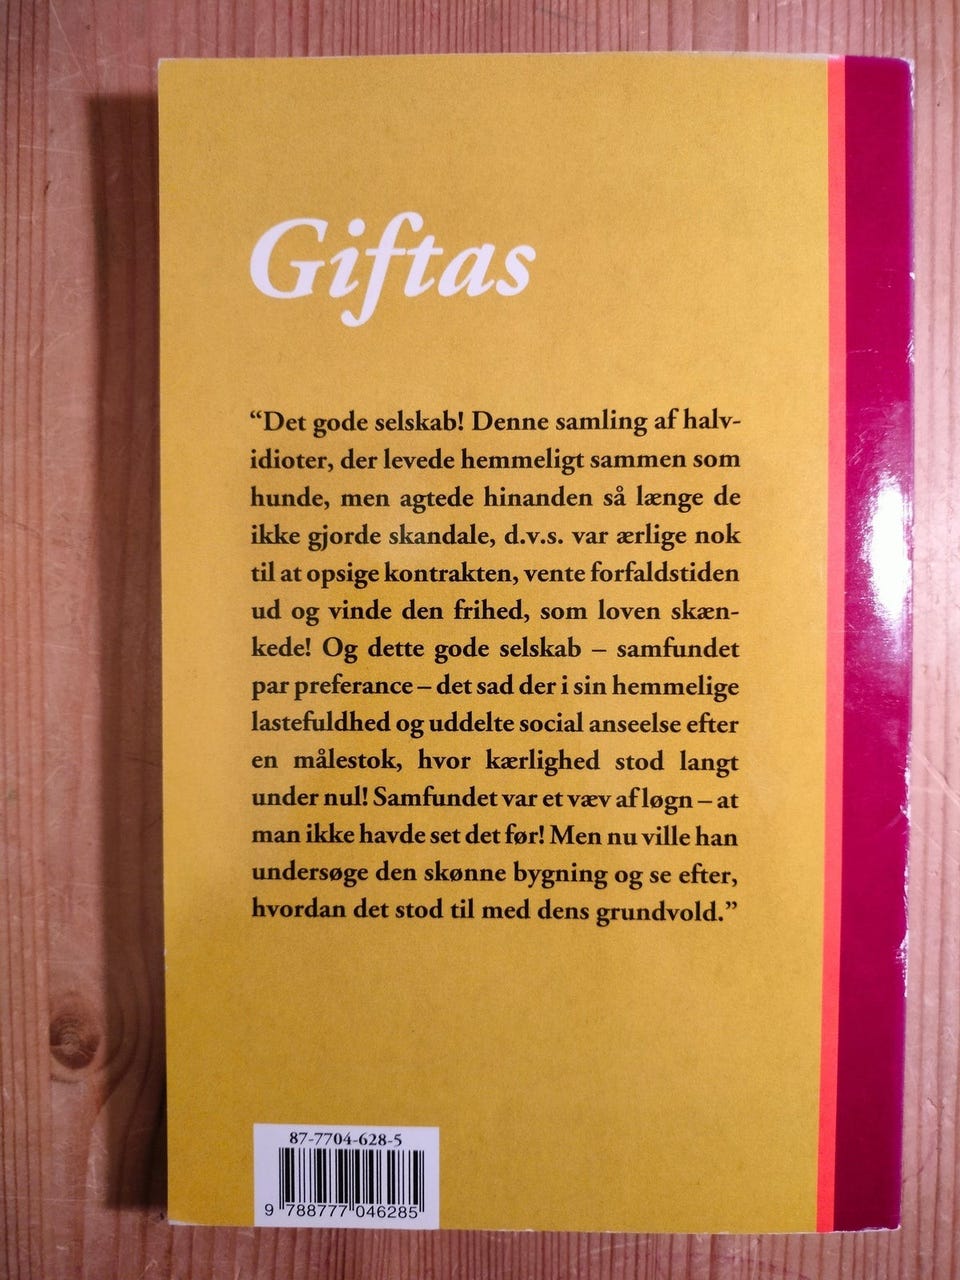 Giftas
“Det gode selskab! Denne samling af halv-
idioter, der levede hemmeligt sammen som
hunde, men agtede hinanden så længe de
ikke gjorde skandale, d.v.s. var ærlige nok
til at opsige kontrakten, vente forfaldstiden
ud og vinde den frihed, som loven skæn-
kede! Og dette gode selskab – samfundet
par preferance – det sad der i sin hemmelige
lastefuldhed og uddelte social anseelse efter
en målestok, hvor kærlighed stod langt
under nul! Samfundet var et væv af løgn – at
man ikke havde set det før! Men nu ville han
undersøge den skønne bygning og se efter,
hvordan det stod til med dens grundvold.”
87-7704-628-5
9 788777 046285